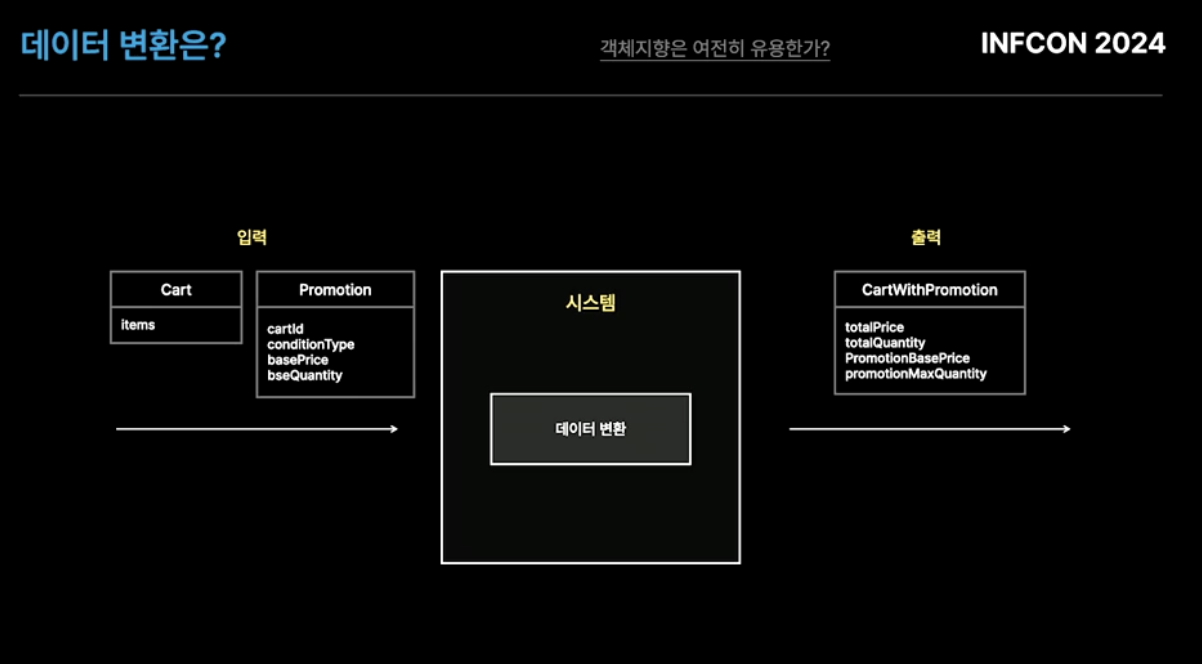 데이터 변환은?
객체지향은 여전히 유용한가?
INFCON 2024
입력
Cart
items
Promotion
cartId
conditionType
basePrice
bseQuantity
시스템
데이터 변환
출력
CartWithPromotion
totalPrice
totalQuantity
PromotionBasePrice
promotionMaxQuantity